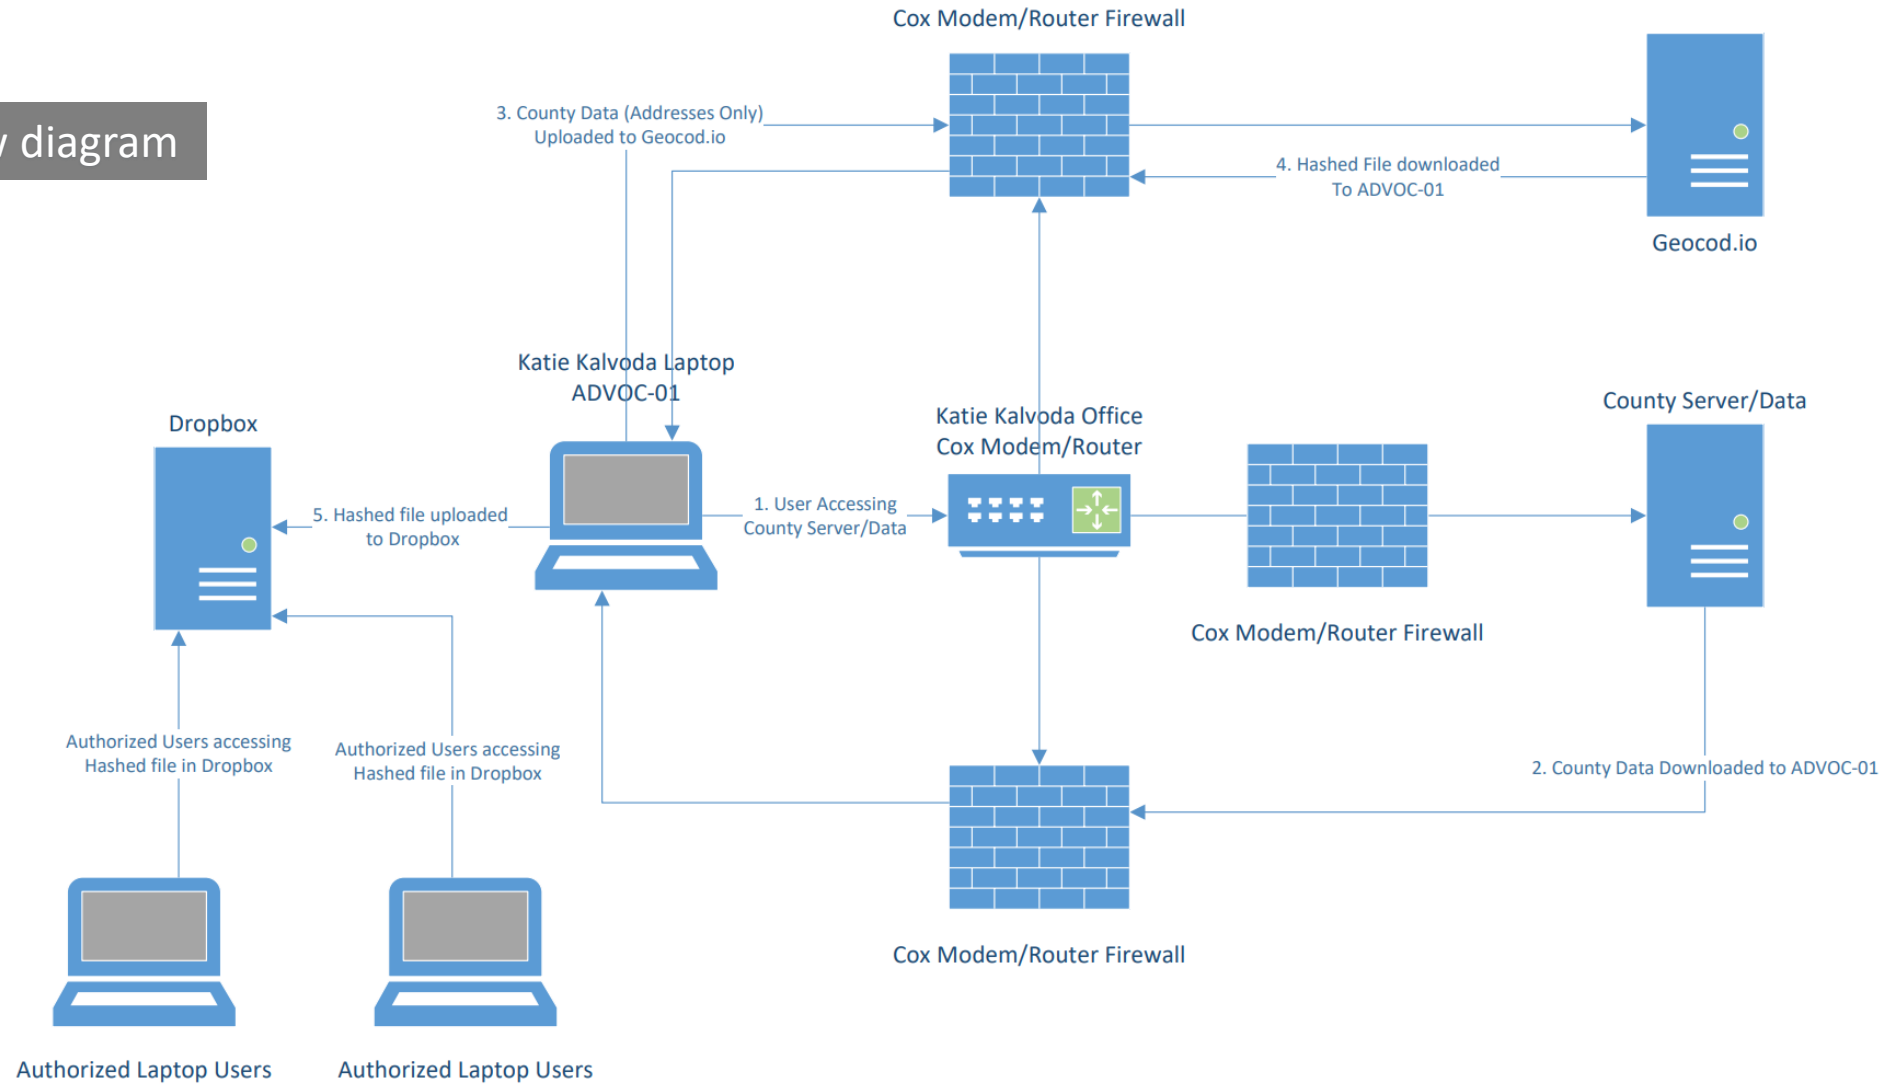 Cox Modem/Router Firewall
diagram
3. County Data (Addresses Only)
Uploaded to Geocod.io
4. Hashed File downloaded
To ADVOC-01
Geocod.io
Katie Kalvoda Laptop
ADVOC-01
Dropbox
Katie Kalvoda Office
Cox Modem/Router
County Server/Data
5. Hashed file uploaded
to Dropbox
1. User Accessing
County Server/Data
Cox Modem/Router Firewall
Authorized Users accessing
Hashed file in Dropbox
Authorized Users accessing
Hashed file in Dropbox
2. County Data Downloaded to ADVOC-01
Cox Modem/Router Firewall
Authorized Laptop Users
Authorized Laptop Users